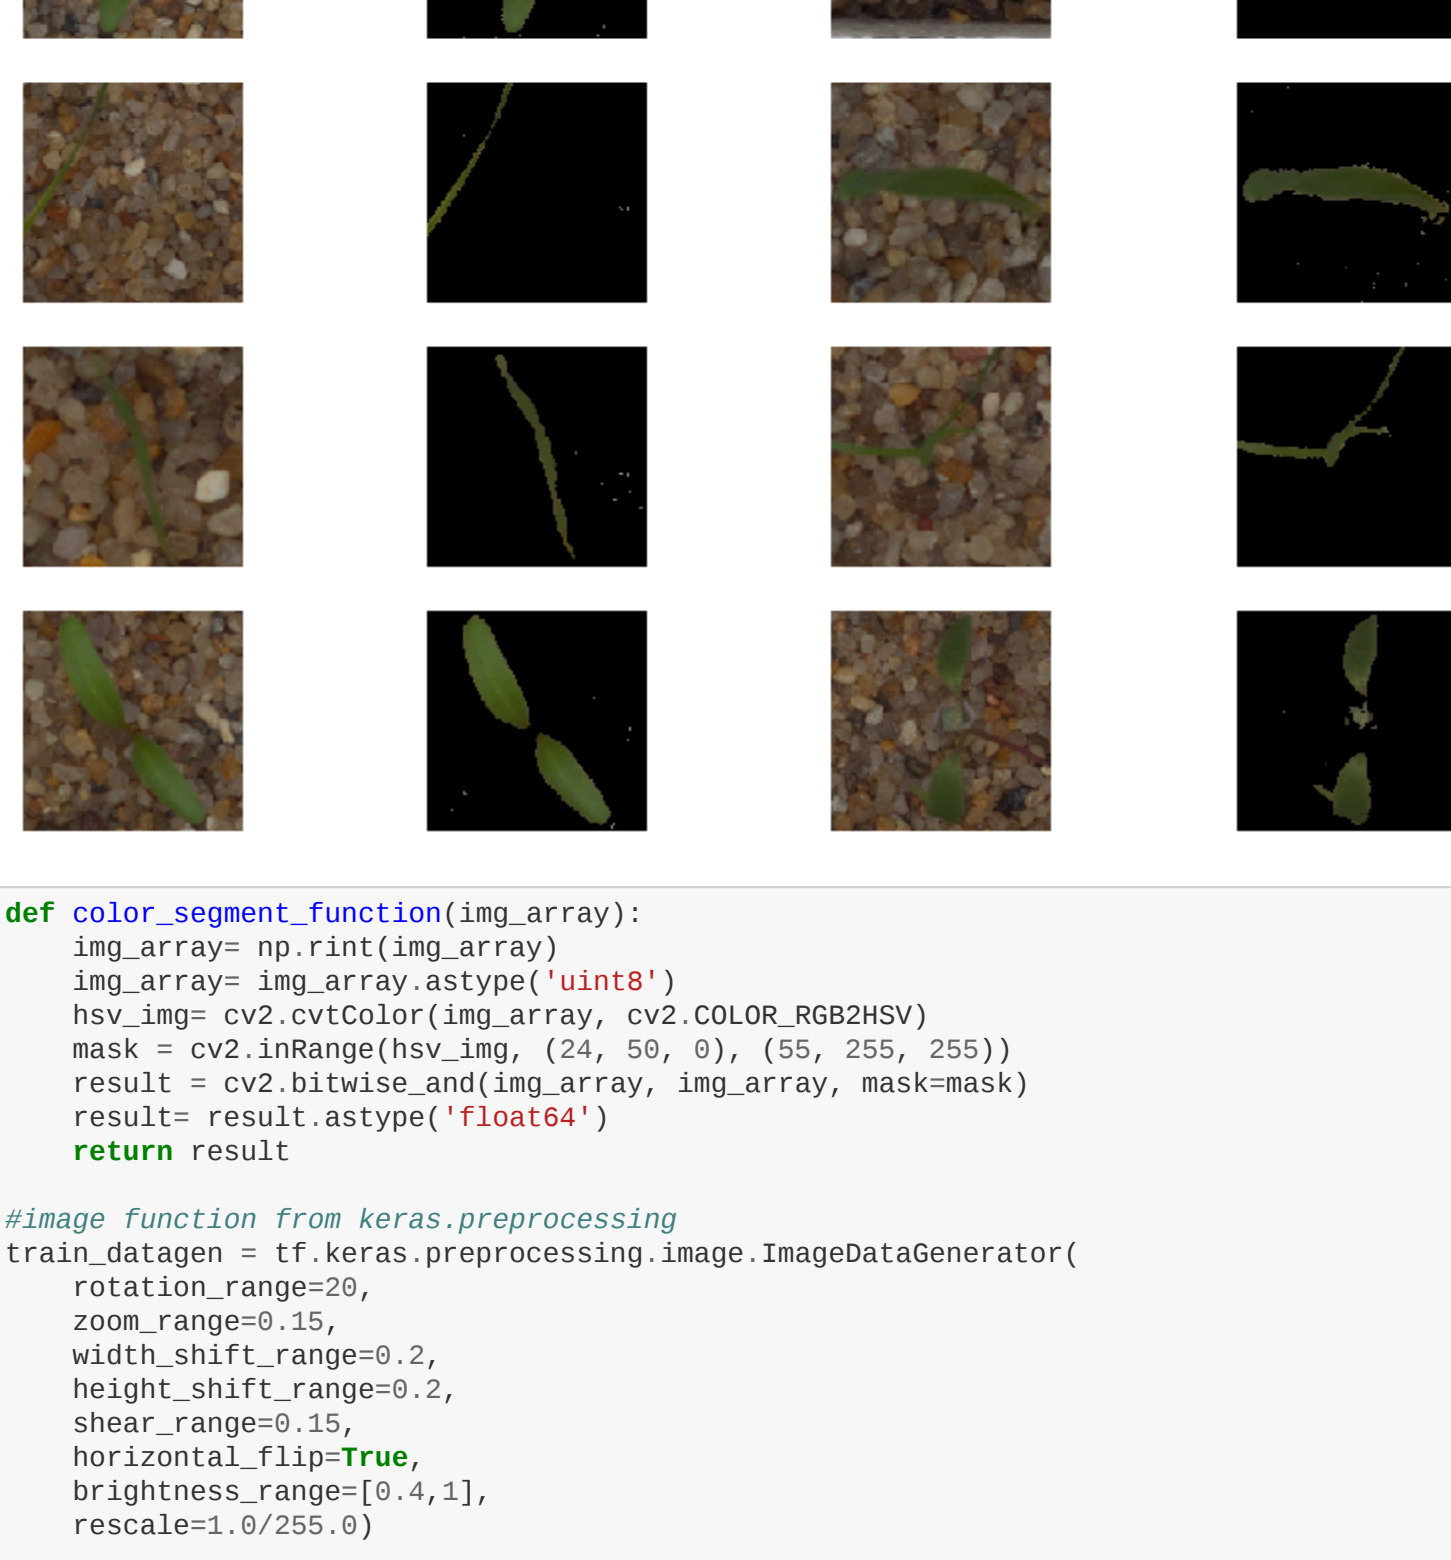 def color_segment_function(img_array):
    img_array= np.rint(img_array)
    img_array= img_array.astype('uint8')
    hsv_img= cv2.cvtColor(img_array, cv2.COLOR_RGB2HSV)
    mask = cv2.inRange(hsv_img, (24, 50, 0), (55, 255, 255))
    result = cv2.bitwise_and(img_array, img_array, mask=mask)
    result= result.astype('float64')
    return result

#image function from keras.preprocessing
train_datagen = tf.keras.preprocessing.image.ImageDataGenerator(
    rotation_range=20,
    zoom_range=0.15,
    width_shift_range=0.2,
    height_shift_range=0.2,
    shear_range=0.15,
    horizontal_flip=True,
    brightness_range=[0.4,1],
    rescale=1.0/255.0)